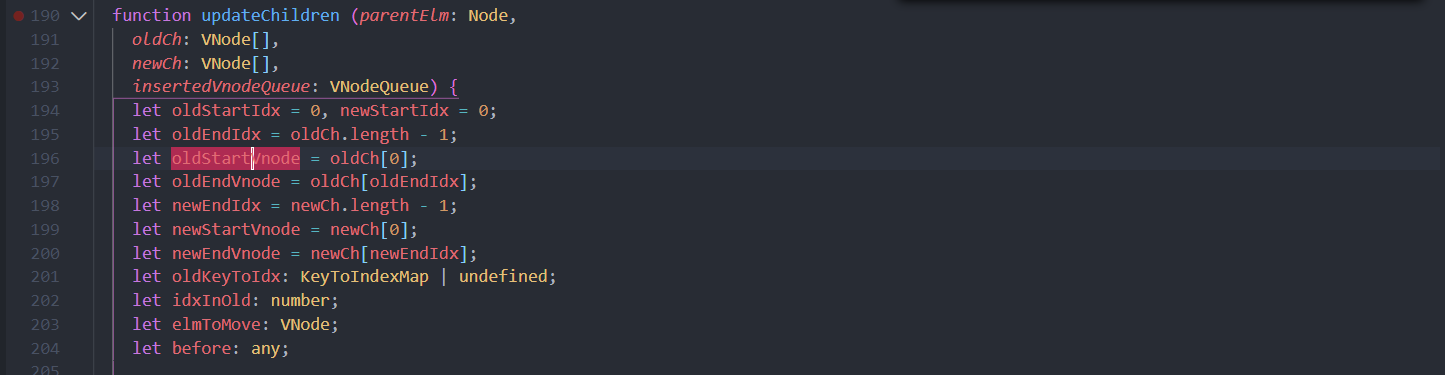 190 function updateChildren (parentElm: Node,
191 oldCh: VNode[],
192 newCh: VNode[],
193 insertedVnodeQueue: VNodeQueue) {
194 let oldStartIdx = 0, newStartIdx = 0;
195 let oldEndIdx = oldCh.length - 1;
196 let oldStartVnode = oldCh[0];
197 let oldEndVnode = oldCh[oldEndIdx];
198 let newEndIdx = newCh.length - 1;
199 let newStartVnode = newCh[0];
200 let newEndVnode = newCh[newEndIdx];
201 let oldKeyToIdx: KeyToIndexMap | undefined;
202 let idxInOld: number;
203 let elmToMove: VNode;
204 let before: any;
205